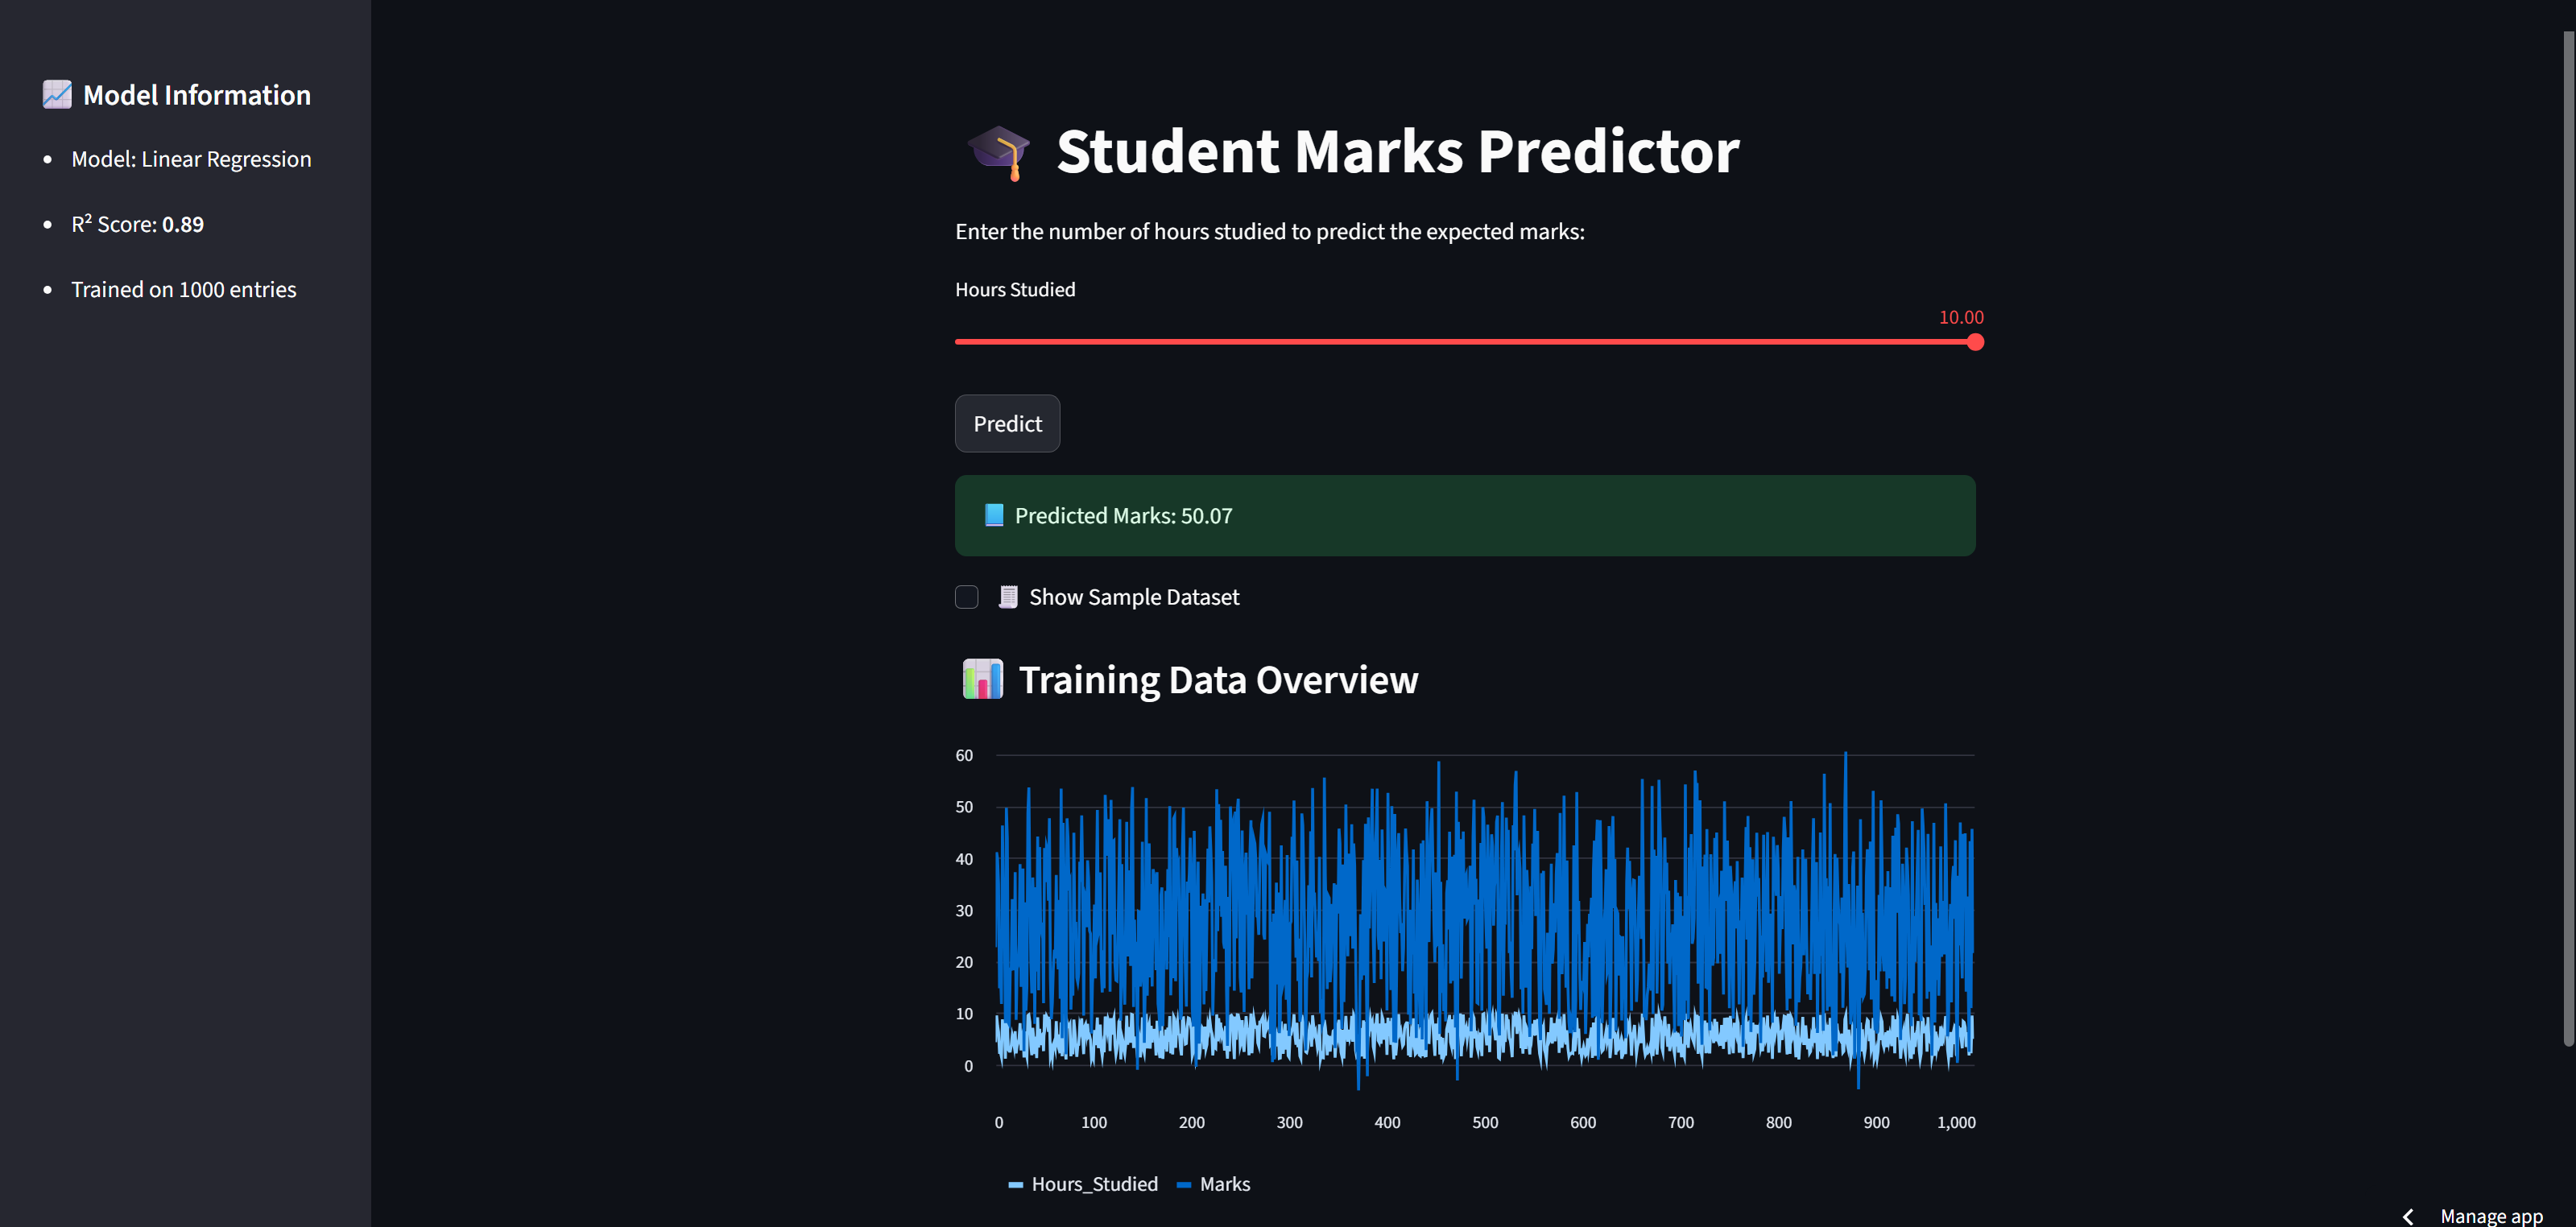 Model Information
Model: Linear Regression
R² Score: 0.89
Trained on 1000 entries
Student Marks Predictor
Enter the number of hours studied to predict the expected marks:
Hours Studied
10.00
Predict
Predicted Marks: 50.07
Show Sample Dataset
Training Data Overview
60
50
40
30
20
10
0
0 100 200 300 400 500 600 700 800 900 1,000
Hours_Studied Marks
Manage app